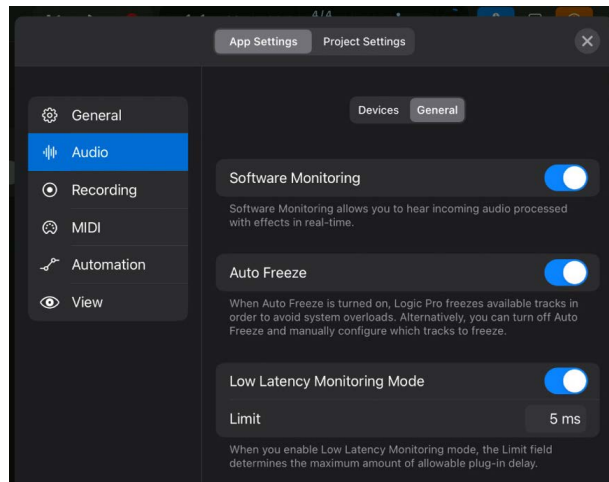 4/4
App Settings
Project Settings
General
Audio
Recording
MIDI
Automation
View
Devices
General
Software Monitoring
Software Monitoring allows you to hear incoming audio processed
with effects in real-time.
Auto Freeze
When Auto Freeze is turned on, Logic Pro freezes available tracks in
order to avoid system overloads. Alternatively, you can turn off Auto
Freeze and manually configure which tracks to freeze.
Low Latency Monitoring Mode
Limit
5 ms
When you enable Low Latency Monitoring mode, the Limit field
determines the maximum amount of allowable plug-in delay.